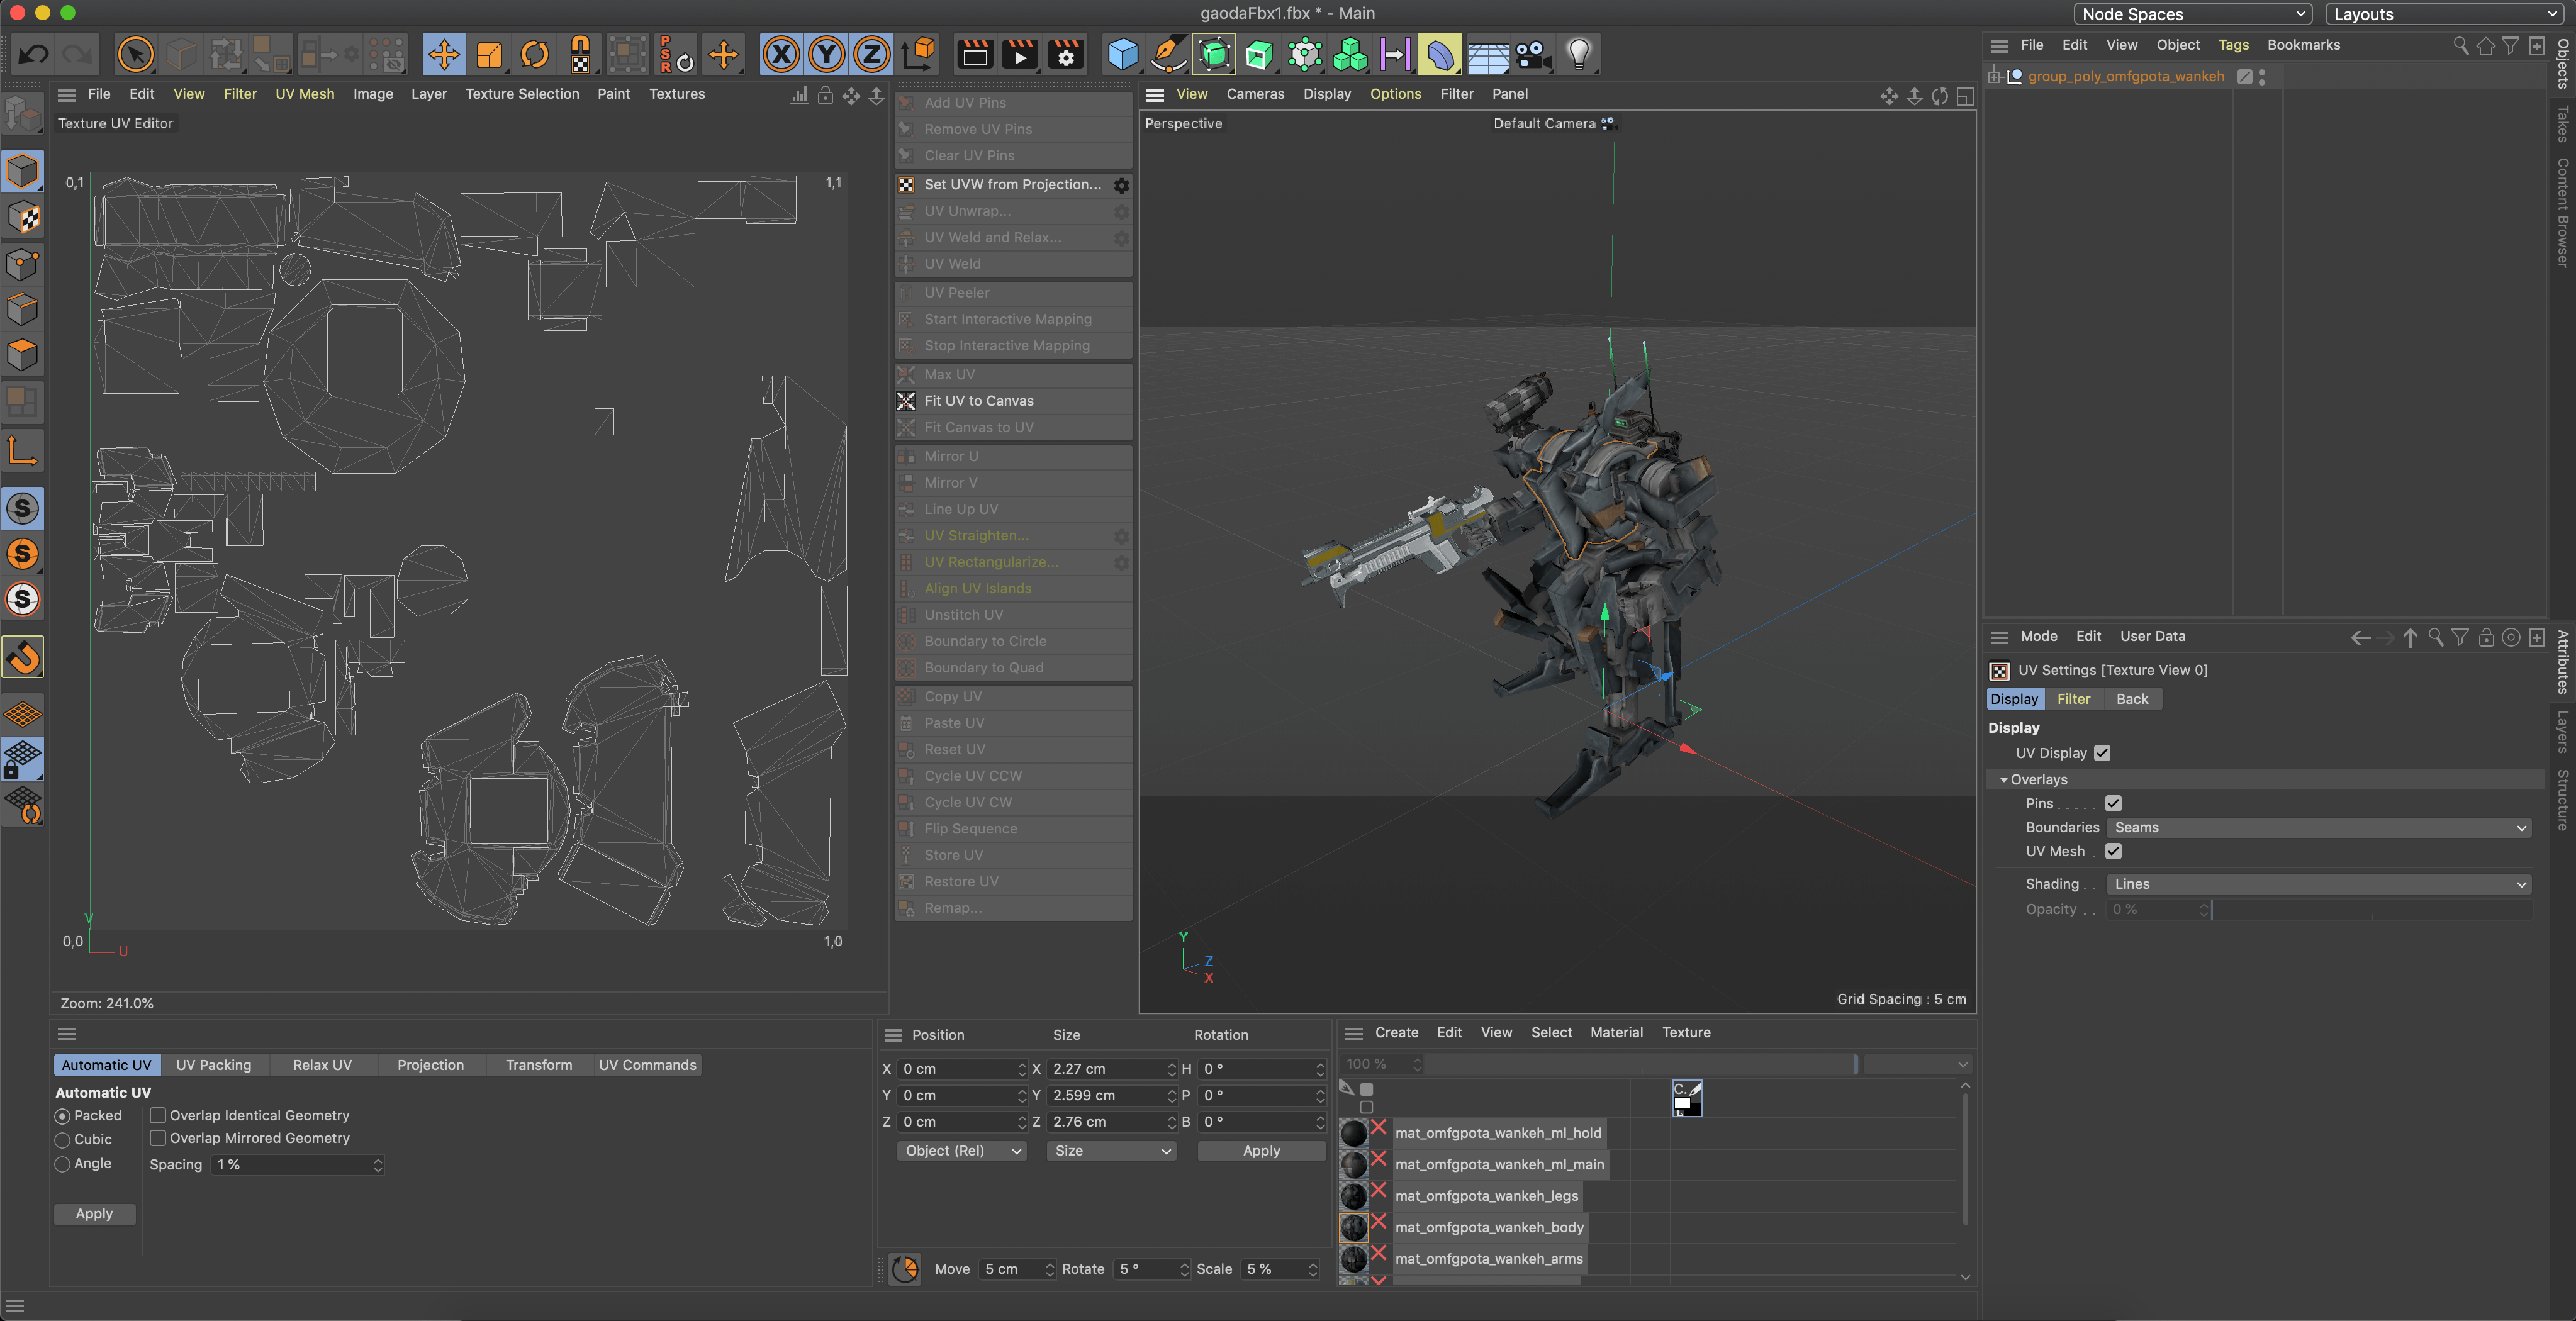 gaodaFbx1.fbx * - Main
Node Spaces
Layouts
PSR
X Y Z
File Edit View Filter UV Mesh Image Layer Texture Selection Paint Textures
Texture UV Editor
0,1
1,1
V
0,0
U
1,0
Zoom: 241.0%
Add UV Pins
Remove UV Pins
Clear UV Pins
Set UVW from Projection...
UV Unwrap...
UV Weld and Relax...
UV Weld
UV Peeler
Start Interactive Mapping
Stop Interactive Mapping
Max UV
Fit UV to Canvas
Fit Canvas to UV
Mirror U
Mirror V
Line Up UV
UV Straighten...
UV Rectangularize...
Align UV Islands
Unstitch UV
Boundary to Circle
Boundary to Quad
Copy UV
Paste UV
Reset UV
Cycle UV CCW
Cycle UV CW
Flip Sequence
Store UV
Restore UV
Remap...
View Cameras Display Options Filter Panel
Perspective
Default Camera
Y
Z
X
Grid Spacing : 5 cm
File Edit View Object Tags Bookmarks
group_poly_omfgpota_wankeh
Objects
Takes
Content Browser
Mode Edit User Data
UV Settings [Texture View 0]
Display Filter Back
Display
UV Display
Overlays
Pins . . . . .
Boundaries Seams
UV Mesh .
Shading . . Lines
Opacity . . 0 %
Attributes
Layers
Structure
Automatic UV UV Packing Relax UV Projection Transform UV Commands
Automatic UV
Packed Overlap Identical Geometry
Cubic Overlap Mirrored Geometry
Angle Spacing 1 %
Apply
Position Size Rotation
X 0 cm X 2.27 cm H 0 °
Y 0 cm Y 2.599 cm P 0 °
Z 0 cm Z 2.76 cm B 0 °
Object (Rel) Size Apply
Move 5 cm Rotate 5 ° Scale 5 %
Create Edit View Select Material Texture
100 %
C.
mat_omfgpota_wankeh_ml_hold
mat_omfgpota_wankeh_ml_main
mat_omfgpota_wankeh_legs
mat_omfgpota_wankeh_body
mat_omfgpota_wankeh_arms